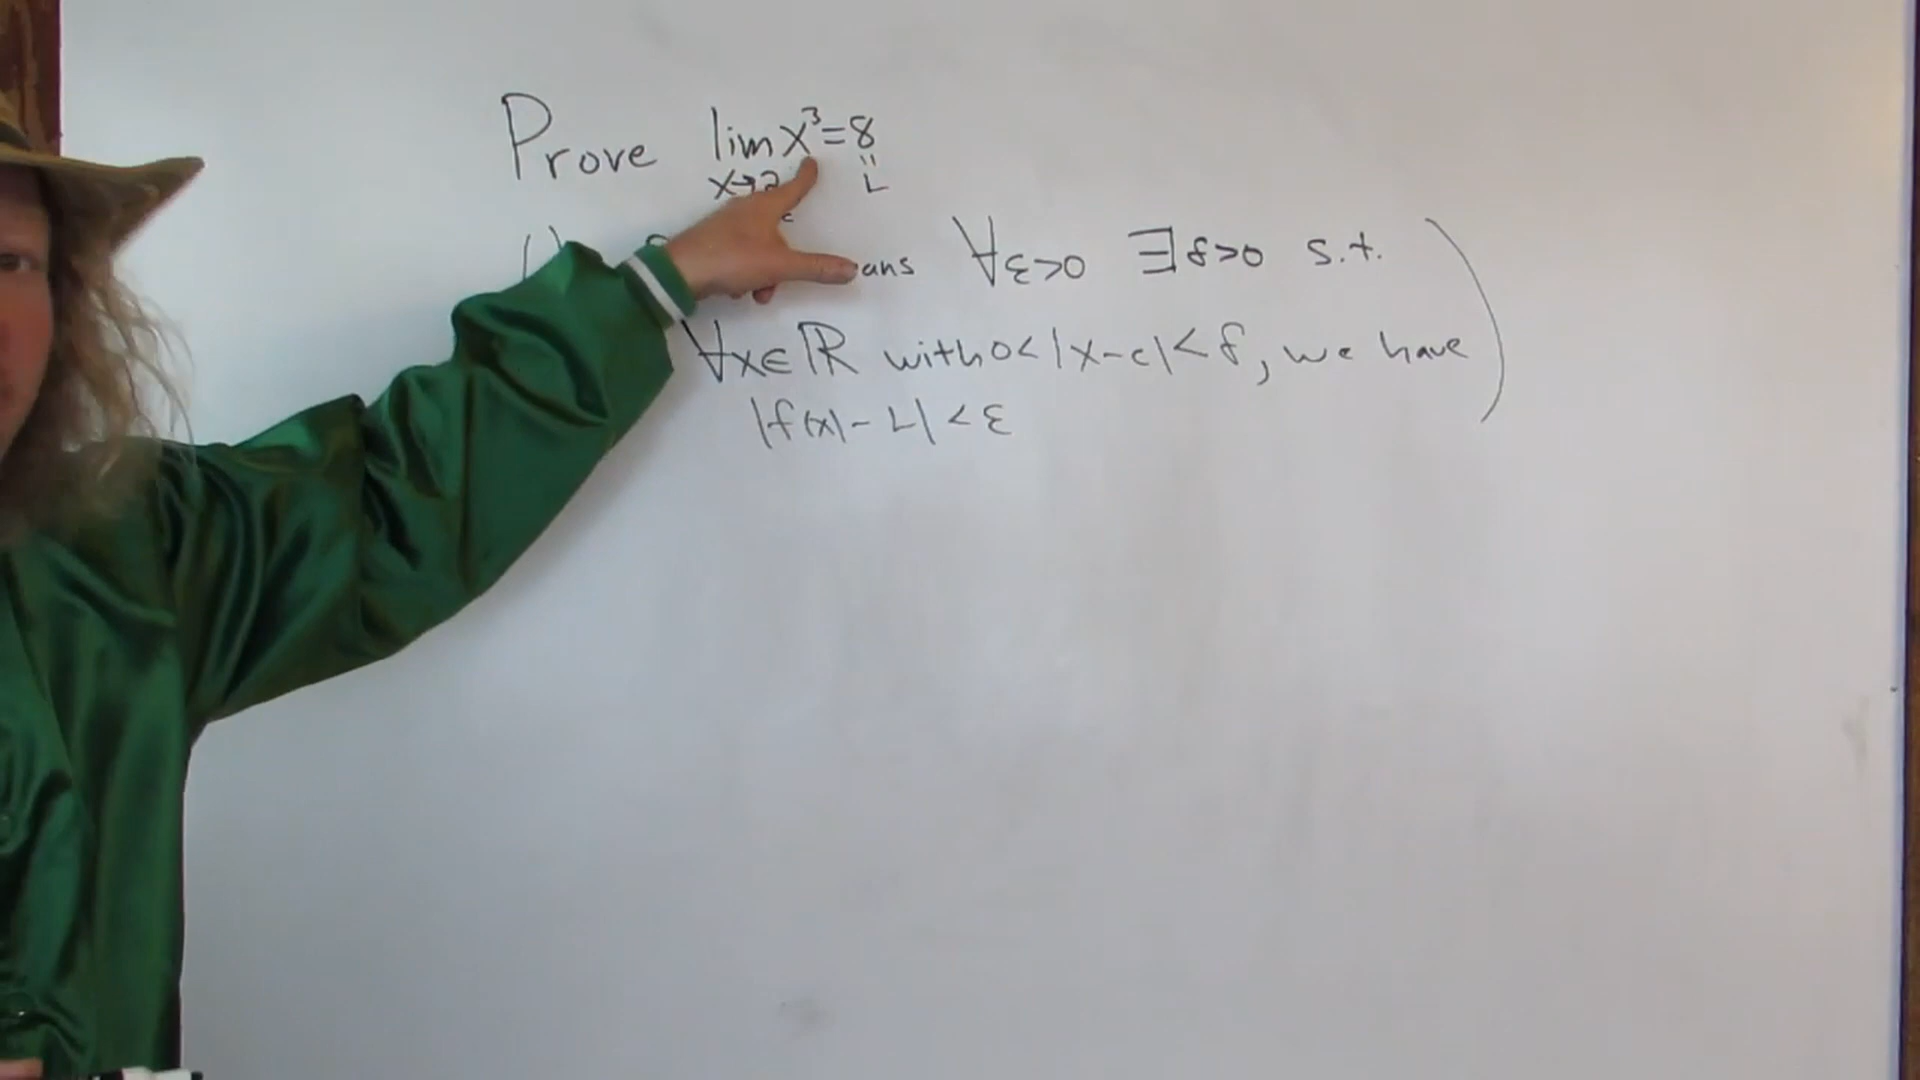 Prove lim x³ = 8
x→2 " L
c
ans ∀ε>0 ∃δ>0 s.t.
∀x∈ℝ with 0<|x-c|<δ, we have
|f(x)-L|<ε